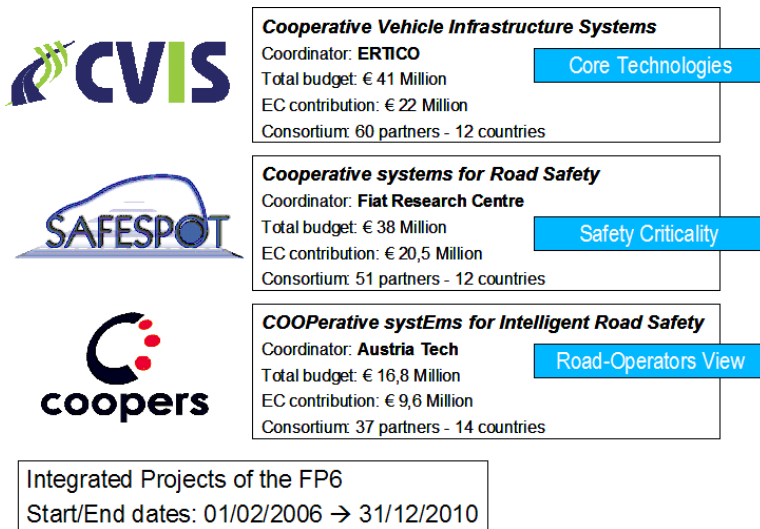 CVIS
Cooperative Vehicle Infrastructure Systems
Coordinator: ERTICO
Total budget: € 41 Million
Core Technologies
EC contribution: € 22 Million
Consortium: 60 partners - 12 countries
SAFESPOT
Cooperative systems for Road Safety
Coordinator: Fiat Research Centre
Total budget: € 38 Million
Safety Criticality
EC contribution: € 20,5 Million
Consortium: 51 partners - 12 countries
coopers
COOPerative systEms for Intelligent Road Safety
Coordinator: Austria Tech
Road-Operators View
Total budget: € 16,8 Million
EC contribution: € 9,6 Million
Consortium: 37 partners - 14 countries
Integrated Projects of the FP6
Start/End dates: 01/02/2006 → 31/12/2010